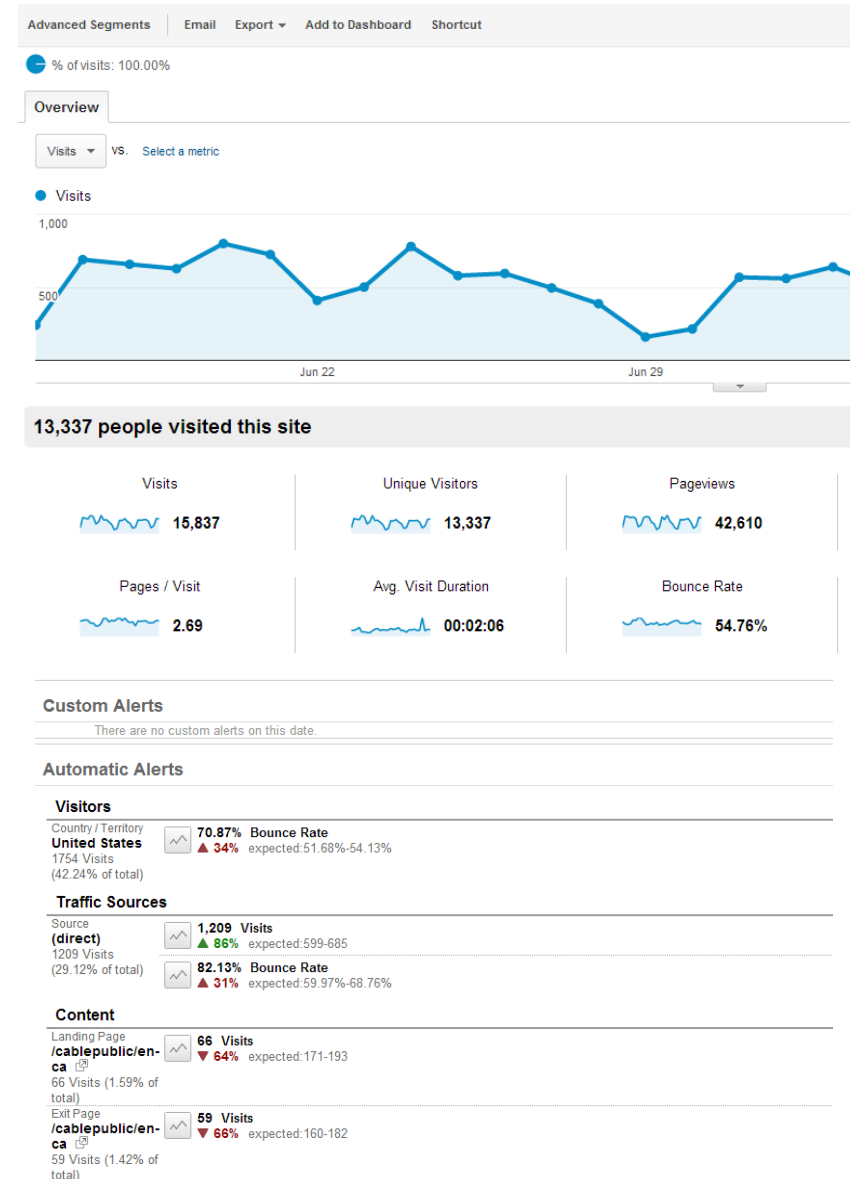 Advanced Segments Email Export Add to Dashboard Shortcut
% of visits: 100.00%
Overview
Visits VS. Select a metric
Visits
1,000
500
Jun 22 Jun 29
13,337 people visited this site
Visits Unique Visitors Pageviews
15,837 13,337 42,610
Pages / Visit Avg. Visit Duration Bounce Rate
2.69 00:02:06 54.76%
Custom Alerts
There are no custom alerts on this date.
Automatic Alerts
Visitors
Country / Territory
United States
1754 Visits
(42.24% of total)
70.87% Bounce Rate
34% expected:51.68%-54.13%
Traffic Sources
Source
(direct)
1209 Visits
(29.12% of total)
1,209 Visits
86% expected:599-685
82.13% Bounce Rate
31% expected:59.97%-68.76%
Content
Landing Page
/cablepublic/en-
ca
66 Visits (1.59% of
total)
66 Visits
64% expected:171-193
Exit Page
/cablepublic/en-
ca
59 Visits (1.42% of
total)
59 Visits
66% expected:160-182